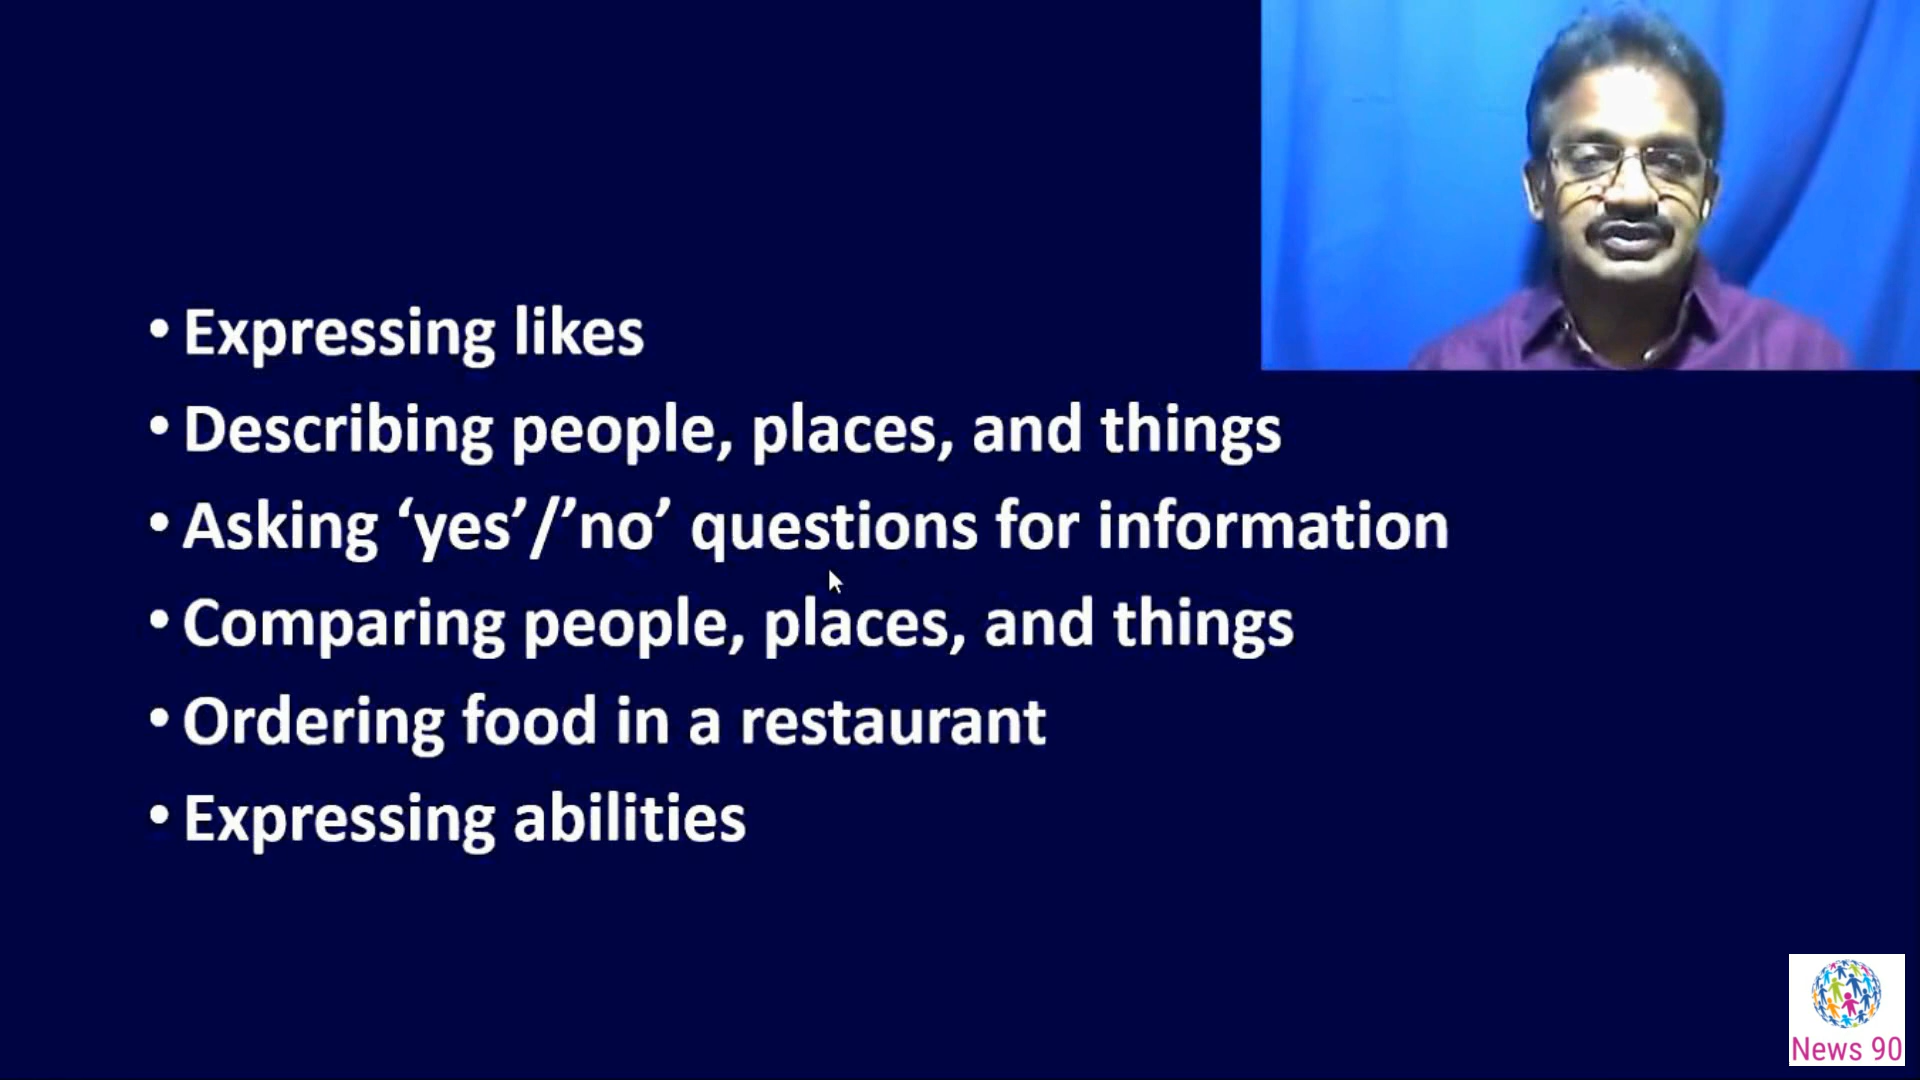 • Expressing likes
• Describing people, places, and things
• Asking ‘yes’/’no’ questions for information
• Comparing people, places, and things
• Ordering food in a restaurant
• Expressing abilities
News 90